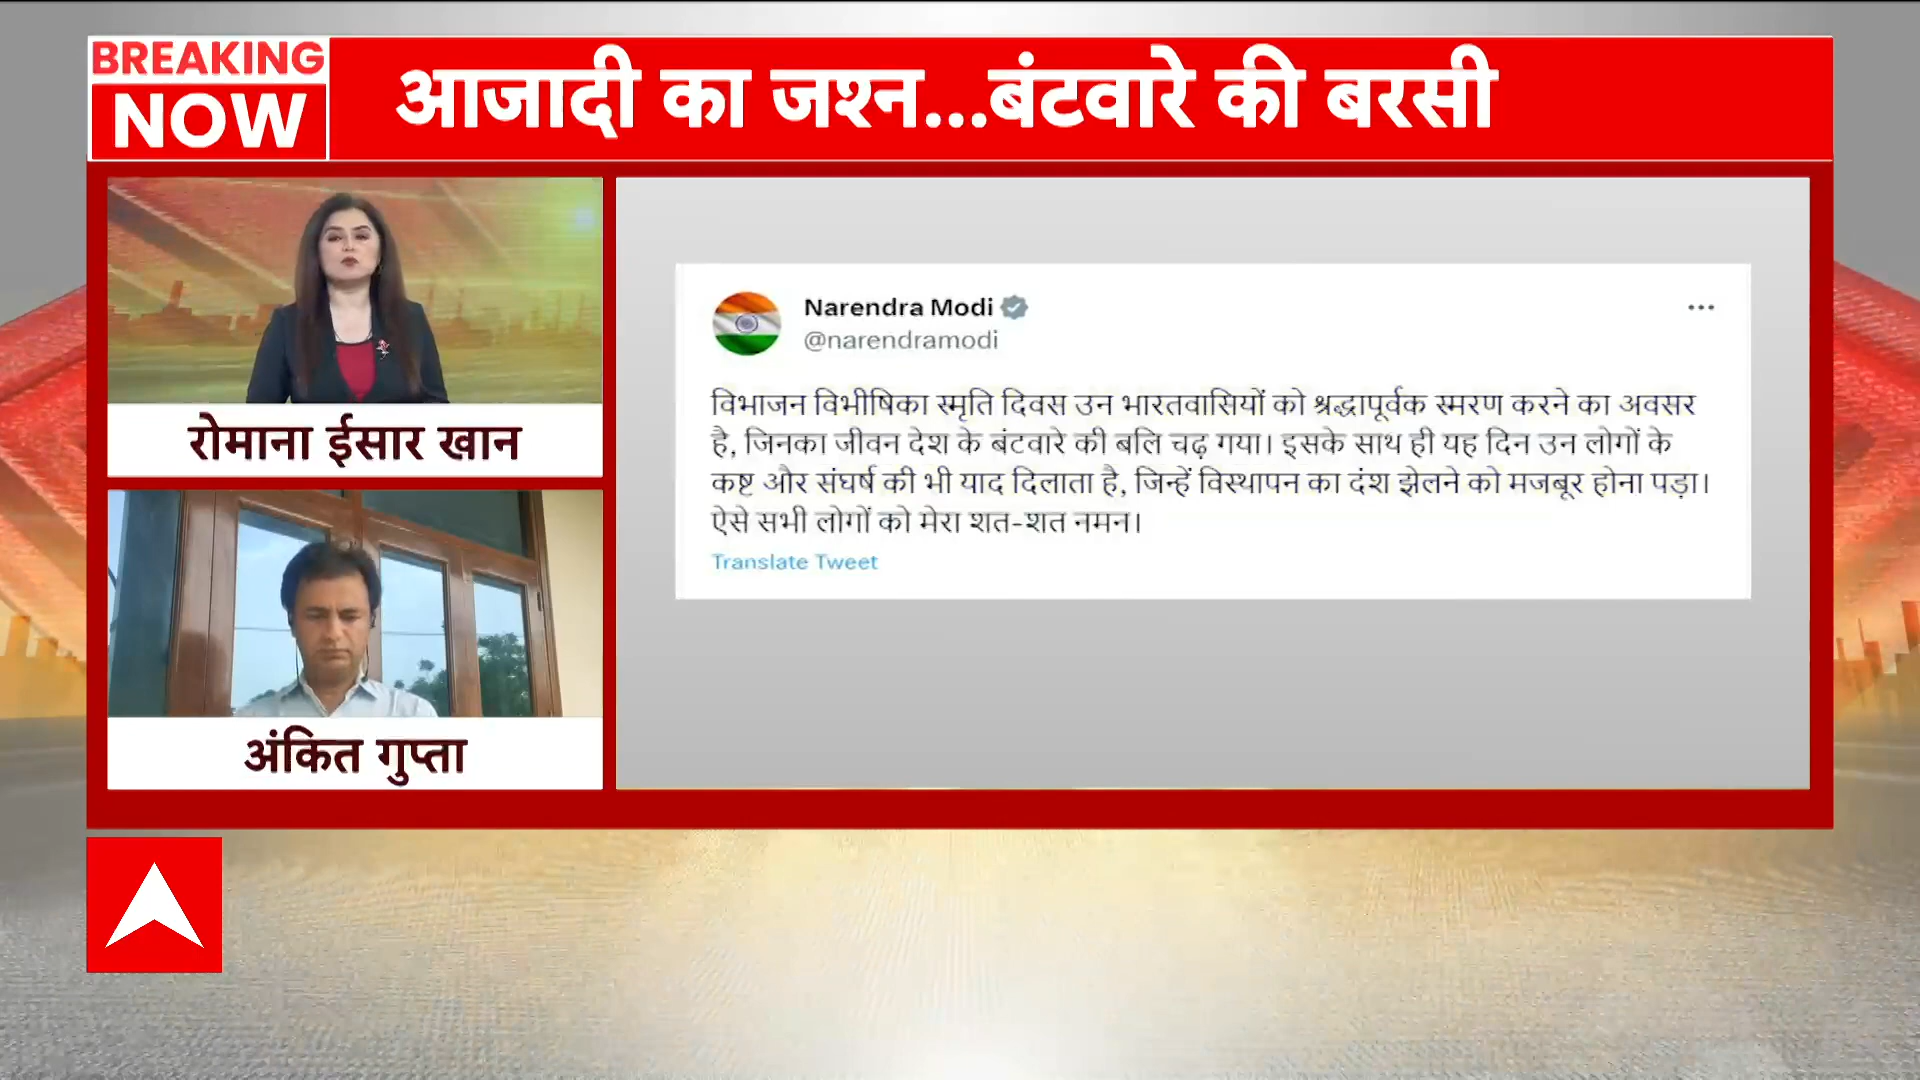 BREAKING
NOW
आजादी का जश्न...बंटवारे की बरसी
रोमाना ईसार खान
अंकित गुप्ता
Narendra Modi
@narendramodi
विभाजन विभीषिका स्मृति दिवस उन भारतवासियों को श्रद्धापूर्वक स्मरण करने का अवसर
है, जिनका जीवन देश के बंटवारे की बलि चढ़ गया। इसके साथ ही यह दिन उन लोगों के
कष्ट और संघर्ष की भी याद दिलाता है, जिन्हें विस्थापन का दंश झेलने को मजबूर होना पड़ा।
ऐसे सभी लोगों को मेरा शत-शत नमन।
Translate Tweet